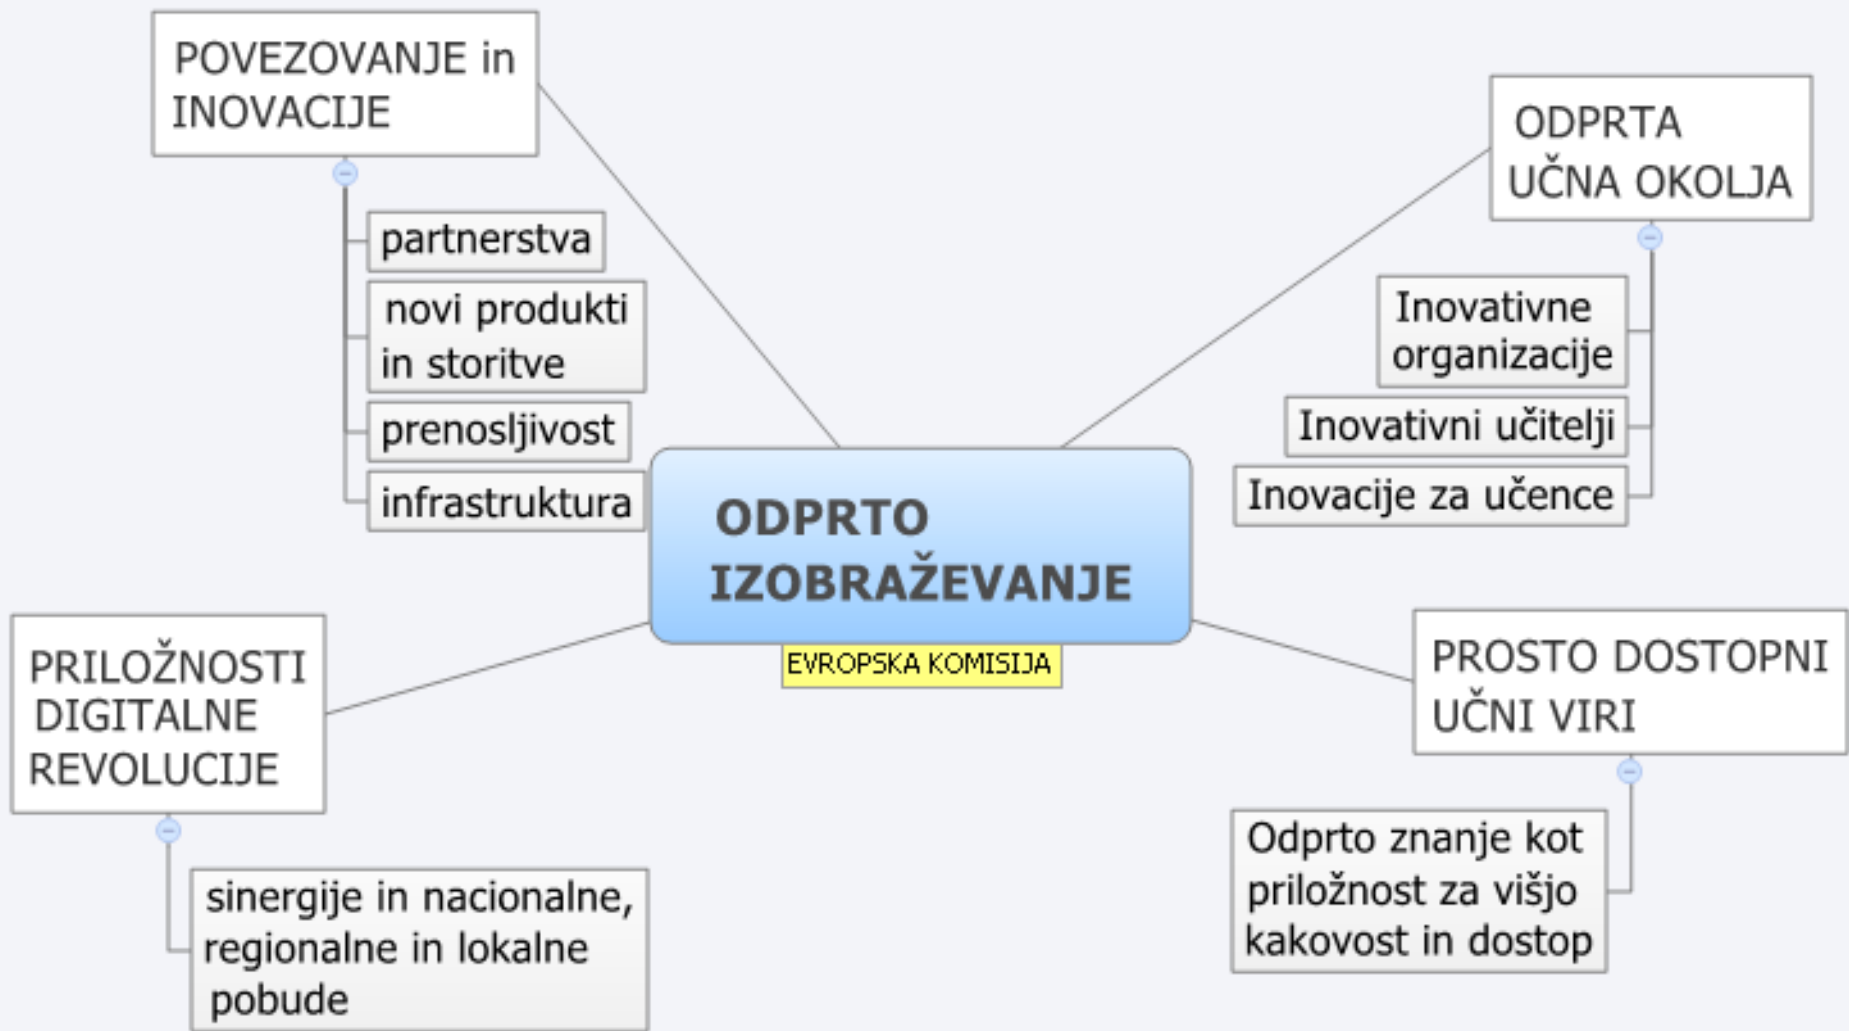 POVEZOVANJE in
INOVACIJE
partnerstva
novi produkti
in storitve
prenosljivost
infrastruktura
ODPRTA
UČNA OKOLJA
Inovativne
organizacije
Inovativni učitelji
Inovacije za učence
ODPRTO
IZOBRAŽEVANJE
EVROPSKA KOMISIJA
PRILOŽNOSTI
DIGITALNE
REVOLUCIJE
sinergije in nacionalne,
regionalne in lokalne
pobude
PROSTO DOSTOPNI
UČNI VIRI
Odprto znanje kot
priložnost za višjo
kakovost in dostop